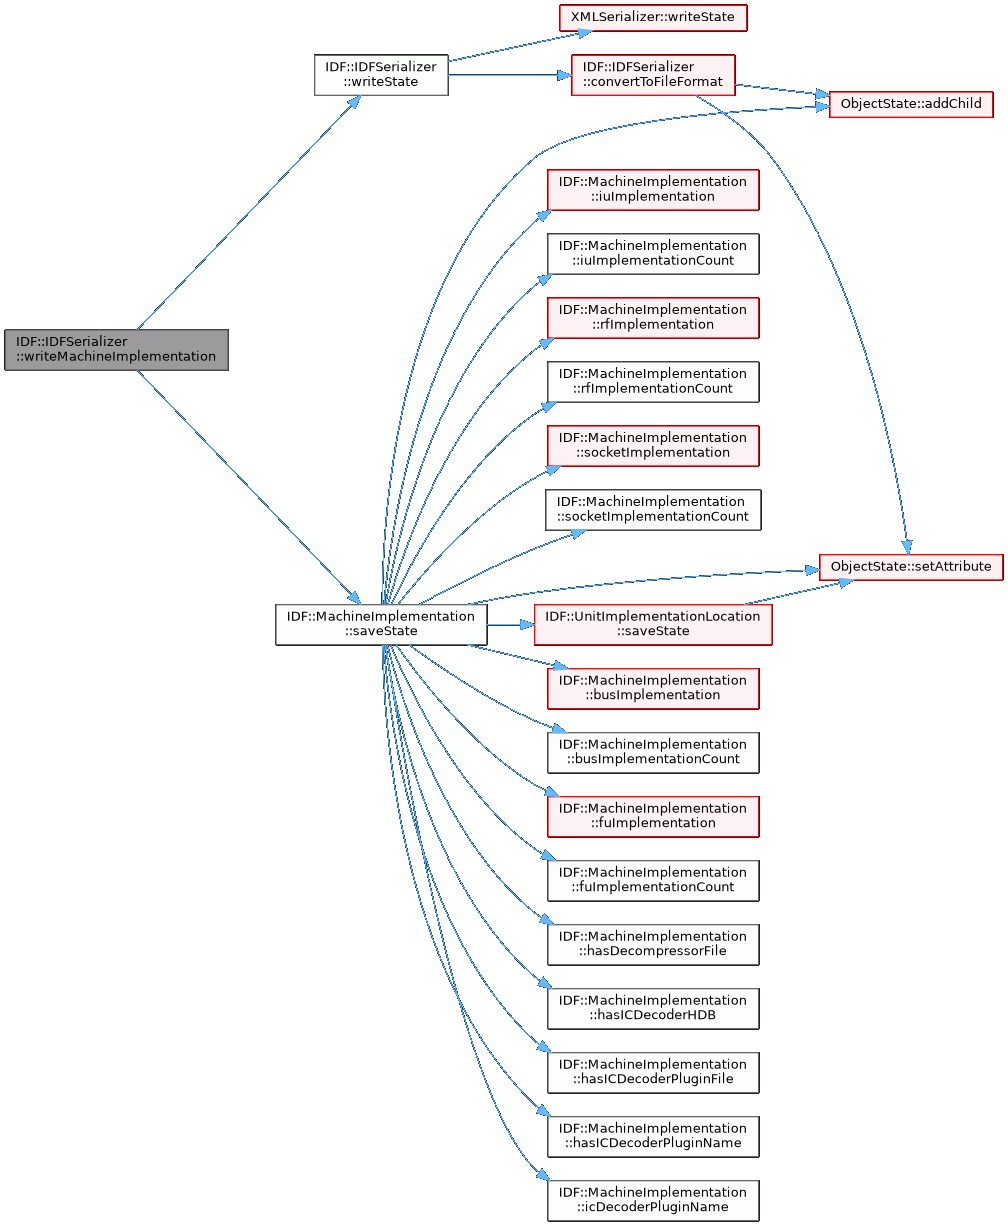 XMLSerializer::writeState
IDF::IDFSerializer
::writeState
IDF::IDFSerializer
::convertToFileFormat
ObjectState::addChild
IDF::MachineImplementation
::iuImplementation
IDF::MachineImplementation
::iuImplementationCount
IDF::MachineImplementation
::rfImplementation
IDF::IDFSerializer
::writeMachineImplementation
IDF::MachineImplementation
::rfImplementationCount
IDF::MachineImplementation
::socketImplementation
IDF::MachineImplementation
::socketImplementationCount
ObjectState::setAttribute
IDF::MachineImplementation
::saveState
IDF::UnitImplementationLocation
::saveState
IDF::MachineImplementation
::busImplementation
IDF::MachineImplementation
::busImplementationCount
IDF::MachineImplementation
::fuImplementation
IDF::MachineImplementation
::fuImplementationCount
IDF::MachineImplementation
::hasDecompressorFile
IDF::MachineImplementation
::hasICDecoderHDB
IDF::MachineImplementation
::hasICDecoderPluginFile
IDF::MachineImplementation
::hasICDecoderPluginName
IDF::MachineImplementation
::icDecoderPluginName